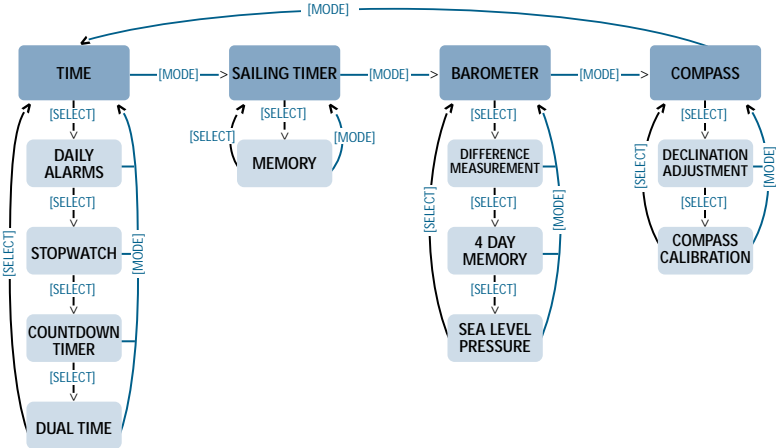 [MODE]
TIME
[MODE]
SAILING TIMER
[MODE]
BAROMETER
[MODE]
COMPASS
[SELECT]
[SELECT]
[SELECT]
[SELECT]
[SELECT]
[MODE]
DAILY
ALARMS
MEMORY
DIFFERENCE
MEASUREMENT
DECLINATION
ADJUSTMENT
[SELECT]
[MODE]
[SELECT]
[SELECT]
[SELECT]
[SELECT]
STOPWATCH
4 DAY
MEMORY
COMPASS
CALIBRATION
[SELECT]
[MODE]
[MODE]
[SELECT]
[SELECT]
COUNTDOWN
TIMER
SEA LEVEL
PRESSURE
[SELECT]
DUAL TIME